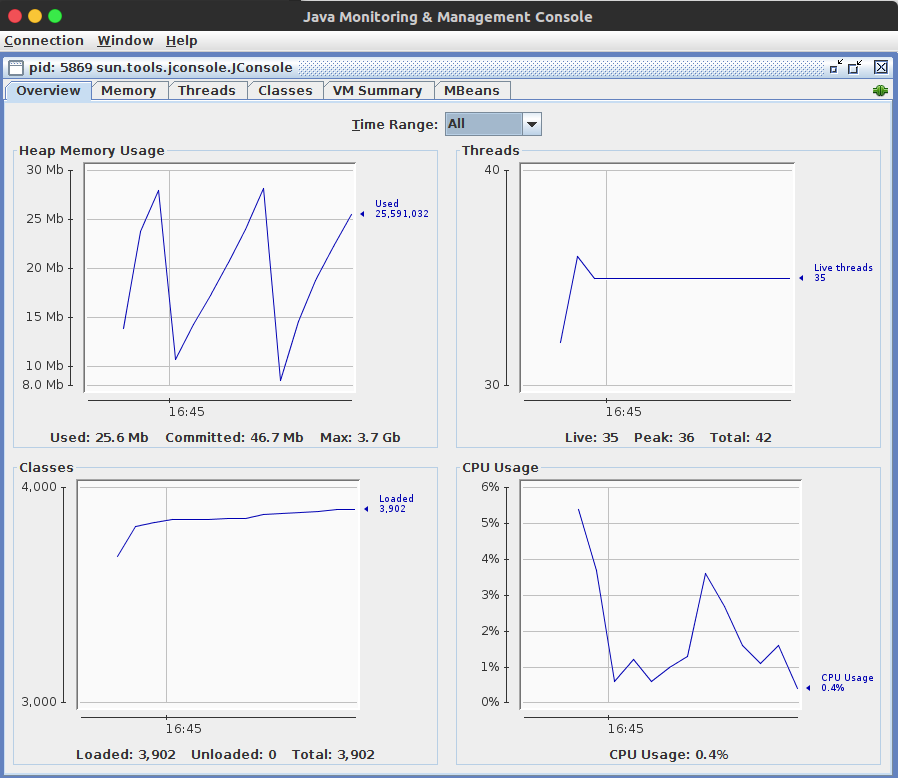 Java Monitoring & Management Console
Connection Window Help
pid: 5869 sun.tools.jconsole.JConsole
Overview Memory Threads Classes VM Summary MBeans
Time Range: All
Heap Memory Usage
30 Mb
25 Mb
20 Mb
15 Mb
10 Mb
8.0 Mb
Used
25,591,032
16:45
Used: 25.6 Mb Committed: 46.7 Mb Max: 3.7 Gb
Threads
40
30
Live threads
35
16:45
Live: 35 Peak: 36 Total: 42
Classes
4,000
3,000
Loaded
3,902
16:45
Loaded: 3,902 Unloaded: 0 Total: 3,902
CPU Usage
6%
5%
4%
3%
2%
1%
0%
CPU Usage
0.4%
16:45
CPU Usage: 0.4%